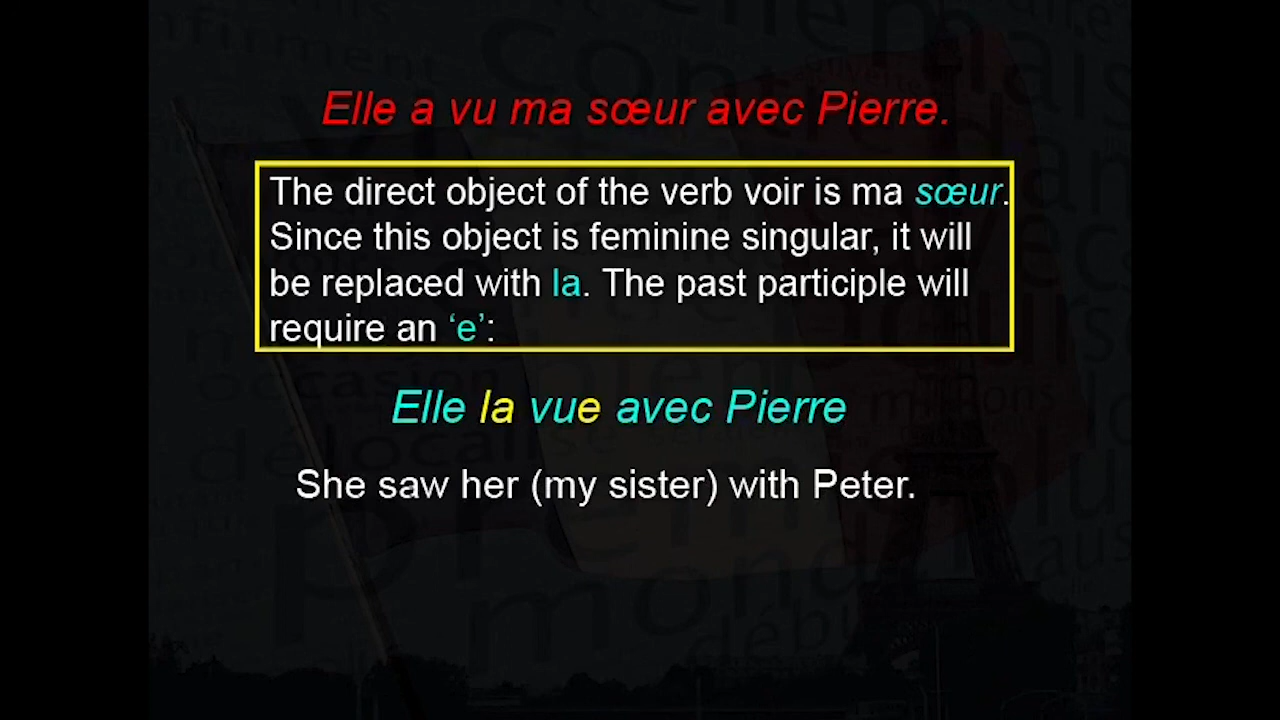 Elle a vu ma sœur avec Pierre.
The direct object of the verb voir is ma sœur.
Since this object is feminine singular, it will
be replaced with la. The past participle will
require an ‘e’:
Elle la vue avec Pierre
She saw her (my sister) with Peter.